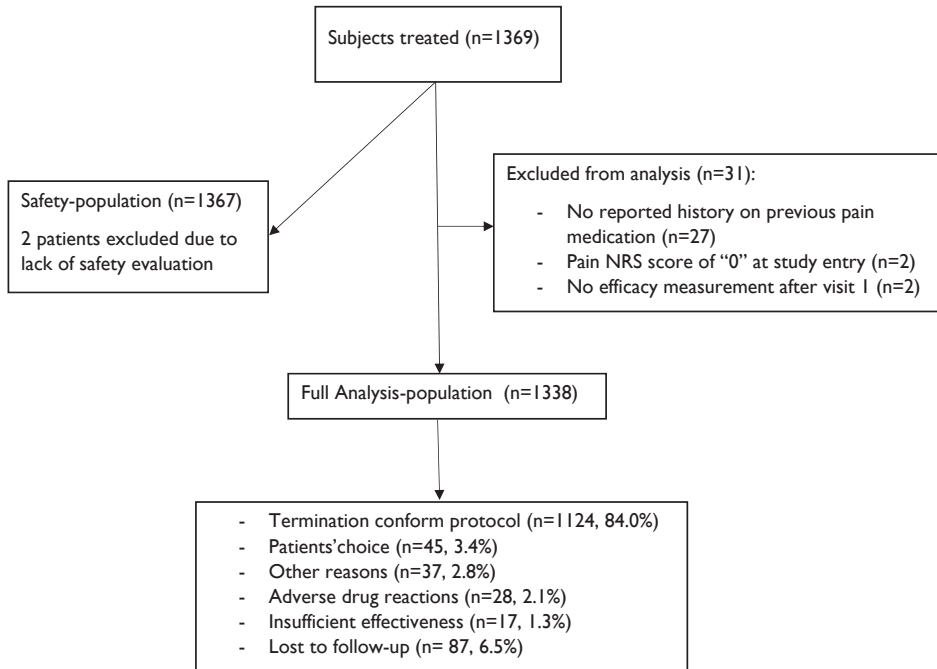 Subjects treated (n=1369)
Safety-population (n=1367)
2 patients excluded due to
lack of safety evaluation
Excluded from analysis (n=31):
- No reported history on previous pain
medication (n=27)
- Pain NRS score of “0” at study entry (n=2)
- No efficacy measurement after visit 1 (n=2)
Full Analysis-population (n=1338)
- Termination conform protocol (n=1124, 84.0%)
- Patients’choice (n=45, 3.4%)
- Other reasons (n=37, 2.8%)
- Adverse drug reactions (n=28, 2.1%)
- Insufficient effectiveness (n=17, 1.3%)
- Lost to follow-up (n= 87, 6.5%)